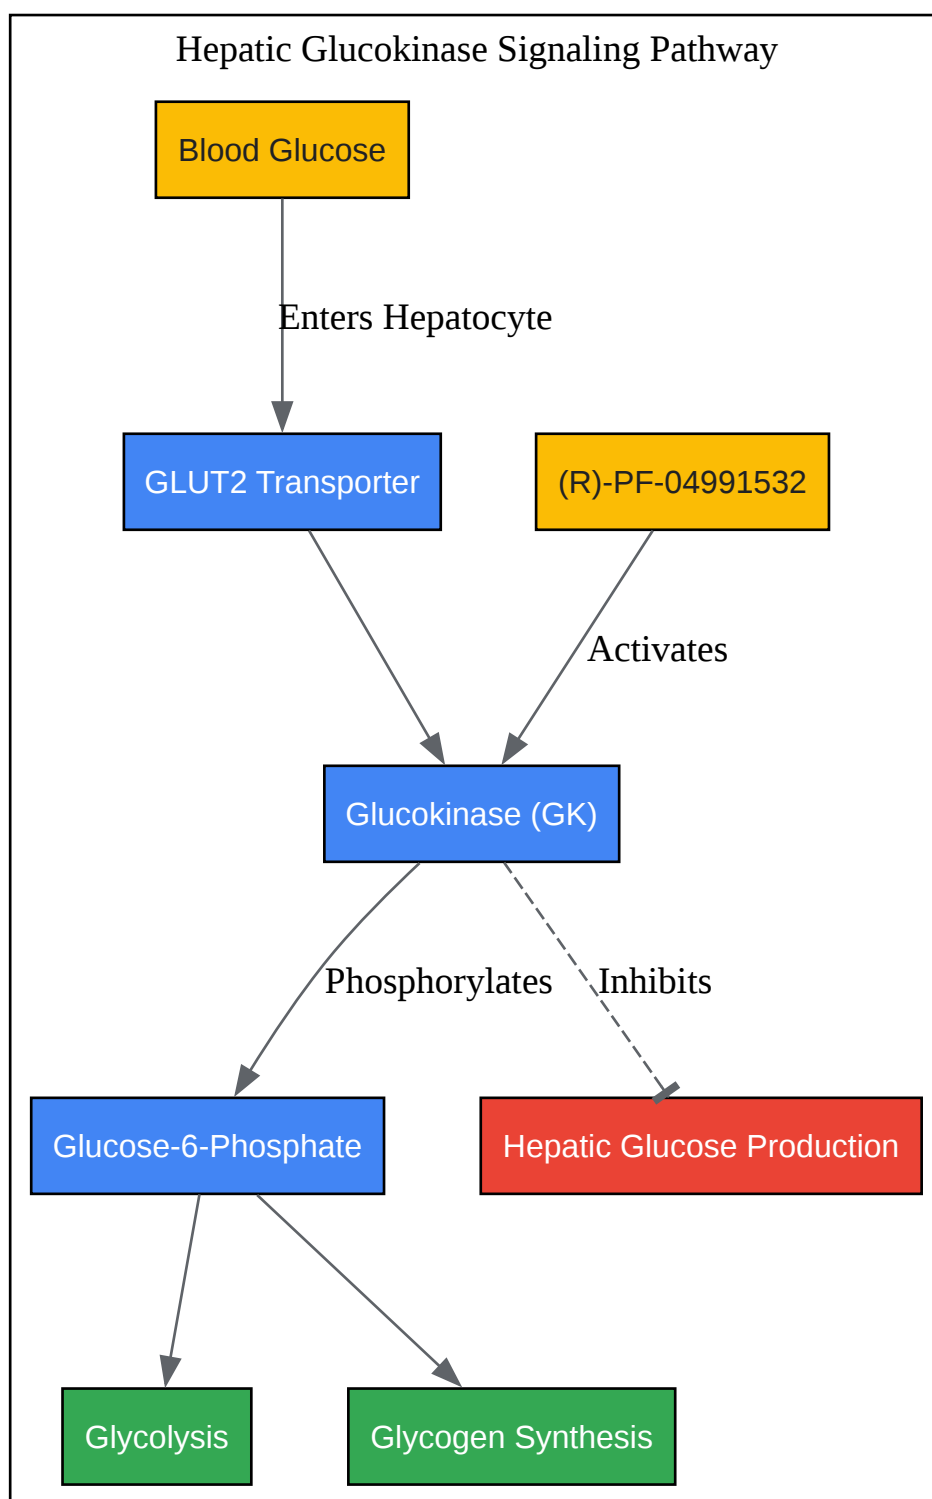 Hepatic Glucokinase Signaling Pathway
Blood Glucose
Enters Hepatocyte
GLUT2 Transporter
(R)-PF-04991532
Activates
Glucokinase (GK)
Phosphorylates
Inhibits
Glucose-6-Phosphate
Hepatic Glucose Production
Glycolysis
Glycogen Synthesis